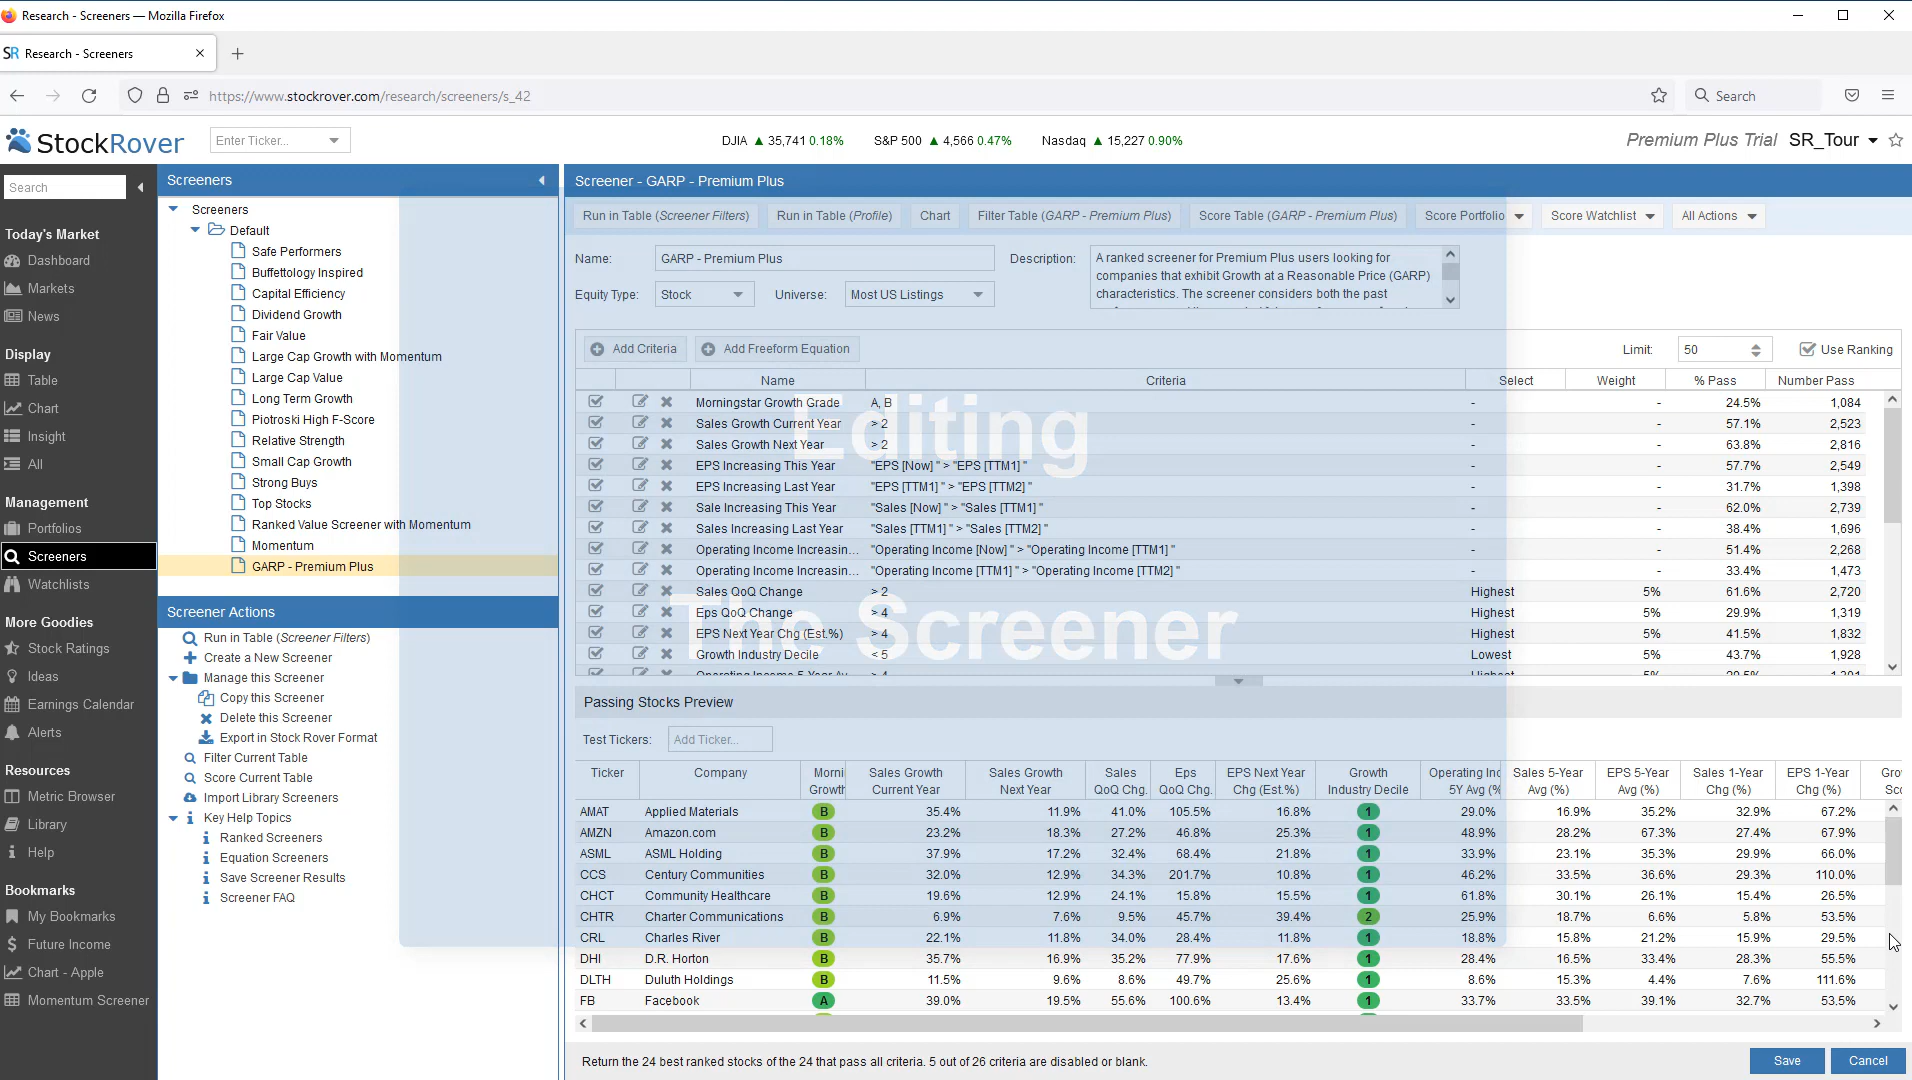 Research - Screeners — Mozilla Firefox
SR Research - Screeners
https://www.stockrover.com/research/screeners/s_42
Search
StockRover
Enter Ticker...
DJIA ▲ 35,741 0.18% S&P 500 ▲ 4,566 0.47% Nasdaq ▲ 15,227 0.90%
Premium Plus Trial SR_Tour
Search
Today's Market
Dashboard
Markets
News
Display
Table
Chart
Insight
All
Management
Portfolios
Screeners
Watchlists
More Goodies
Stock Ratings
Ideas
Earnings Calendar
Alerts
Resources
Metric Browser
Library
Help
Bookmarks
My Bookmarks
Future Income
Chart - Apple
Momentum Screener
Screeners
Screeners
Default
Safe Performers
Buffettology Inspired
Capital Efficiency
Dividend Growth
Fair Value
Large Cap Growth with Momentum
Large Cap Value
Long Term Growth
Piotroski High F-Score
Relative Strength
Small Cap Growth
Strong Buys
Top Stocks
Ranked Value Screener with Momentum
Momentum
GARP - Premium Plus
Screener Actions
Run in Table (Screener Filters)
Create a New Screener
Manage this Screener
Copy this Screener
Delete this Screener
Export in Stock Rover Format
Filter Current Table
Score Current Table
Import Library Screeners
Key Help Topics
Ranked Screeners
Equation Screeners
Save Screener Results
Screener FAQ
Screener - GARP - Premium Plus
Run in Table (Screener Filters) Run in Table (Profile) Chart Filter Table (GARP - Premium Plus) Score Table (GARP - Premium Plus) Score Portfolio Score Watchlist All Actions
Name: GARP - Premium Plus
Equity Type: Stock Universe: Most US Listings
Description: A ranked screener for Premium Plus users looking for
companies that exhibit Growth at a Reasonable Price (GARP)
characteristics. The screener considers both the past
Add Criteria Add Freeform Equation Limit: 50 Use Ranking
Name Criteria Select Weight % Pass Number Pass
Morningstar Growth Grade A, B - - 24.5% 1,084
Sales Growth Current Year > 2 - - 57.1% 2,523
Sales Growth Next Year > 2 - - 63.8% 2,816
EPS Increasing This Year "EPS [Now] " > "EPS [TTM1] " - - 57.7% 2,549
EPS Increasing Last Year "EPS [TTM1] " > "EPS [TTM2] " - - 31.7% 1,398
Sale Increasing This Year "Sales [Now] " > "Sales [TTM1] " - - 62.0% 2,739
Sales Increasing Last Year "Sales [TTM1] " > "Sales [TTM2] " - - 38.4% 1,696
Operating Income Increasin... "Operating Income [Now] " > "Operating Income [TTM1] " - - 51.4% 2,268
Operating Income Increasin... "Operating Income [TTM1] " > "Operating Income [TTM2] " - - 33.4% 1,473
Sales QoQ Change > 2 Highest 5% 61.6% 2,720
Eps QoQ Change > 4 Highest 5% 29.9% 1,319
EPS Next Year Chg (Est.%) > 4 Highest 5% 41.5% 1,832
Growth Industry Decile < 5 Lowest 5% 43.7% 1,928
Editing
The Screener
Passing Stocks Preview
Test Tickers: Add Ticker...
Ticker Company Morni Growth Sales Growth Current Year Sales Growth Next Year Sales QoQ Chg. Eps QoQ Chg. EPS Next Year Chg (Est.%) Growth Industry Decile Operating Inc 5Y Avg (% Sales 5-Year Avg (%) EPS 5-Year Avg (%) Sales 1-Year Chg (%) EPS 1-Year Chg (%) Gro Sco
AMAT Applied Materials B 35.4% 11.9% 41.0% 105.5% 16.8% 1 29.0% 16.9% 35.2% 32.9% 67.2%
AMZN Amazon.com B 23.2% 18.3% 27.2% 46.8% 25.3% 1 48.9% 28.2% 67.3% 27.4% 67.9%
ASML ASML Holding B 37.9% 17.2% 32.4% 68.4% 21.8% 1 33.9% 23.1% 35.3% 29.9% 66.0%
CCS Century Communities B 32.0% 12.9% 34.3% 201.7% 10.8% 1 46.2% 33.5% 36.6% 29.3% 110.0%
CHCT Community Healthcare B 19.6% 12.9% 24.1% 15.8% 15.5% 1 61.8% 30.1% 26.1% 15.4% 26.5%
CHTR Charter Communications B 6.9% 7.6% 9.5% 45.7% 39.4% 2 25.9% 18.7% 6.6% 5.8% 53.5%
CRL Charles River B 22.1% 11.8% 34.0% 28.4% 11.8% 1 18.8% 15.8% 21.2% 15.9% 29.5%
DHI D.R. Horton B 35.7% 16.9% 35.2% 77.9% 17.6% 1 28.4% 16.5% 33.4% 28.3% 55.5%
DLTH Duluth Holdings B 11.5% 9.6% 8.6% 49.7% 25.6% 1 8.6% 15.3% 4.4% 7.6% 111.6%
FB Facebook A 39.0% 19.5% 55.6% 100.6% 13.4% 1 33.7% 33.5% 39.1% 32.7% 53.5%
Return the 24 best ranked stocks of the 24 that pass all criteria. 5 out of 26 criteria are disabled or blank.
Save Cancel